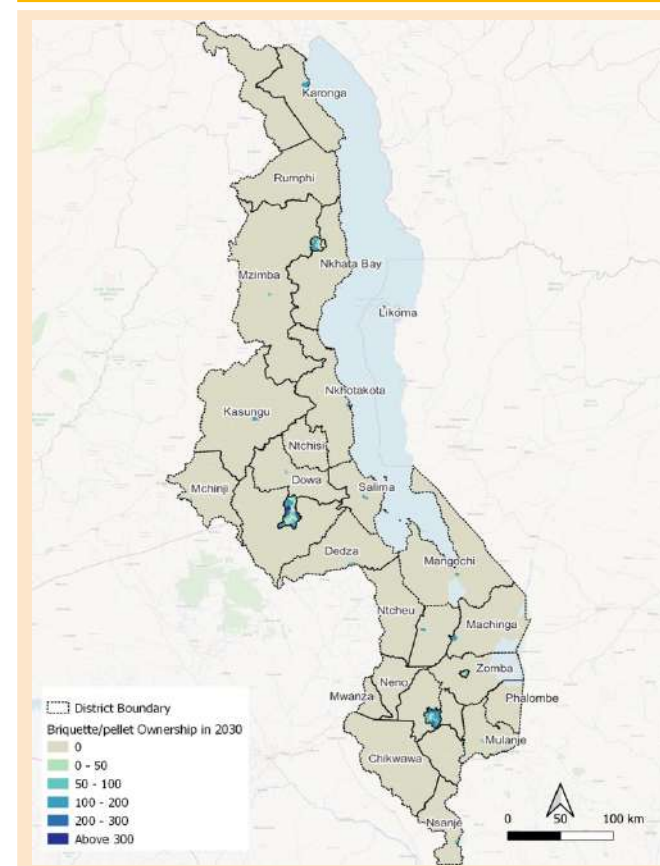 Karonga
Rumphi
Mzimba
Nkhata Bay
Likoma
Nkhotakota
Kasungu
Ntchisi
Mchinji
Dowa
Salima
Dedza
Mangochi
Ntcheu
Machinga
Zomba
Neno
Mwanza
Phalombe
Mulanje
Chikwawa
Nsanje
District Boundary
Briquette/pellet Ownership in 2030
0
0 - 50
50 - 100
100 - 200
200 - 300
Above 300
0 50 100 km